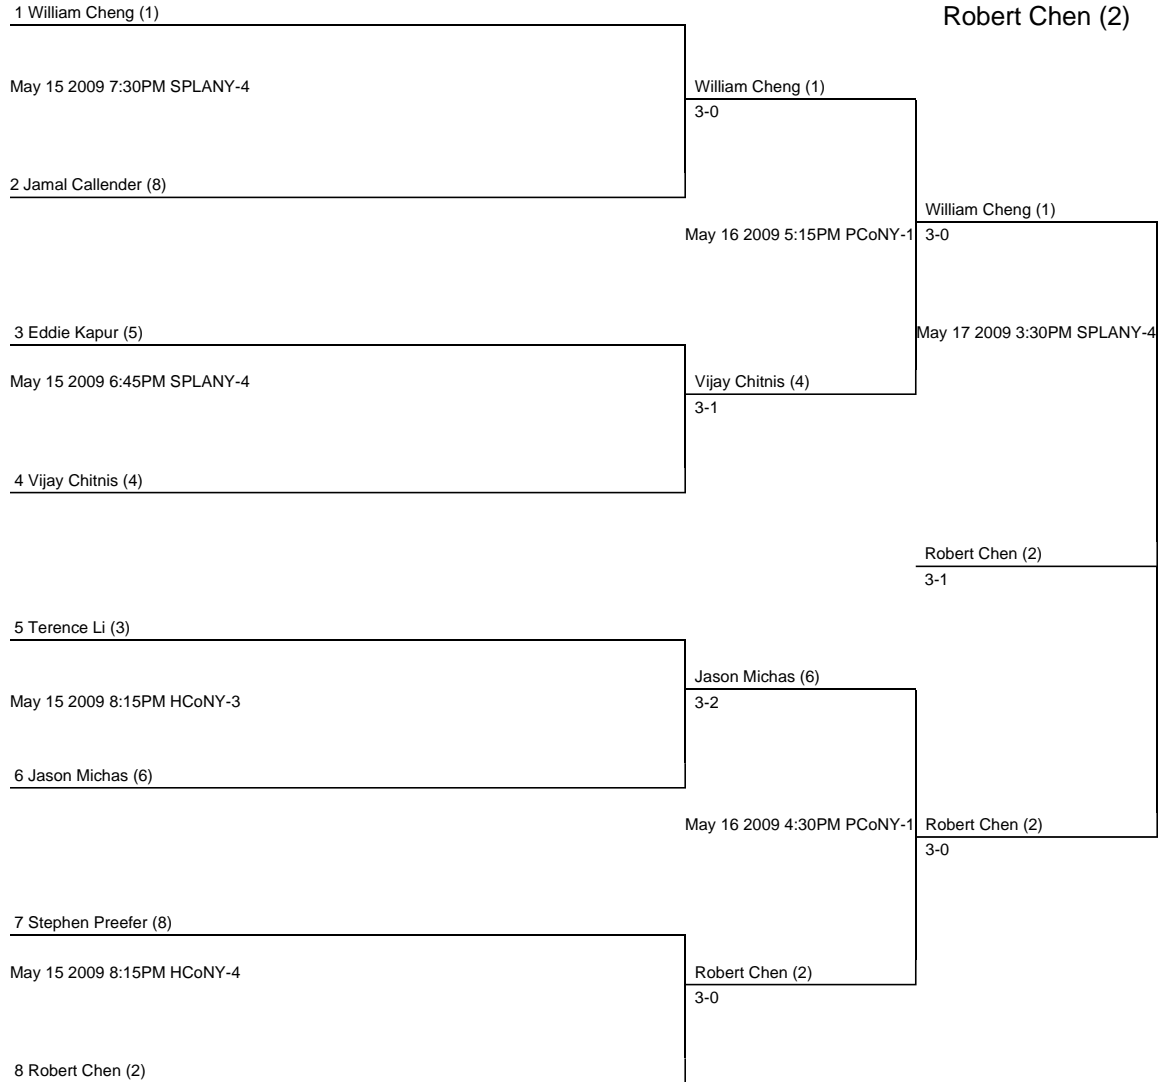 1 William Cheng (1)
Robert Chen (2)
May 15 2009 7:30PM SPLANY-4
William Cheng (1)
3-0
2 Jamal Callender (8)
William Cheng (1)
May 16 2009 5:15PM PCoNY-1
3-0
3 Eddie Kapur (5)
May 17 2009 3:30PM SPLANY-4
May 15 2009 6:45PM SPLANY-4
Vijay Chitnis (4)
3-1
4 Vijay Chitnis (4)
Robert Chen (2)
3-1
5 Terence Li (3)
Jason Michas (6)
May 15 2009 8:15PM HCoNY-3
3-2
6 Jason Michas (6)
May 16 2009 4:30PM PCoNY-1
Robert Chen (2)
3-0
7 Stephen Preefer (8)
May 15 2009 8:15PM HCoNY-4
Robert Chen (2)
3-0
8 Robert Chen (2)